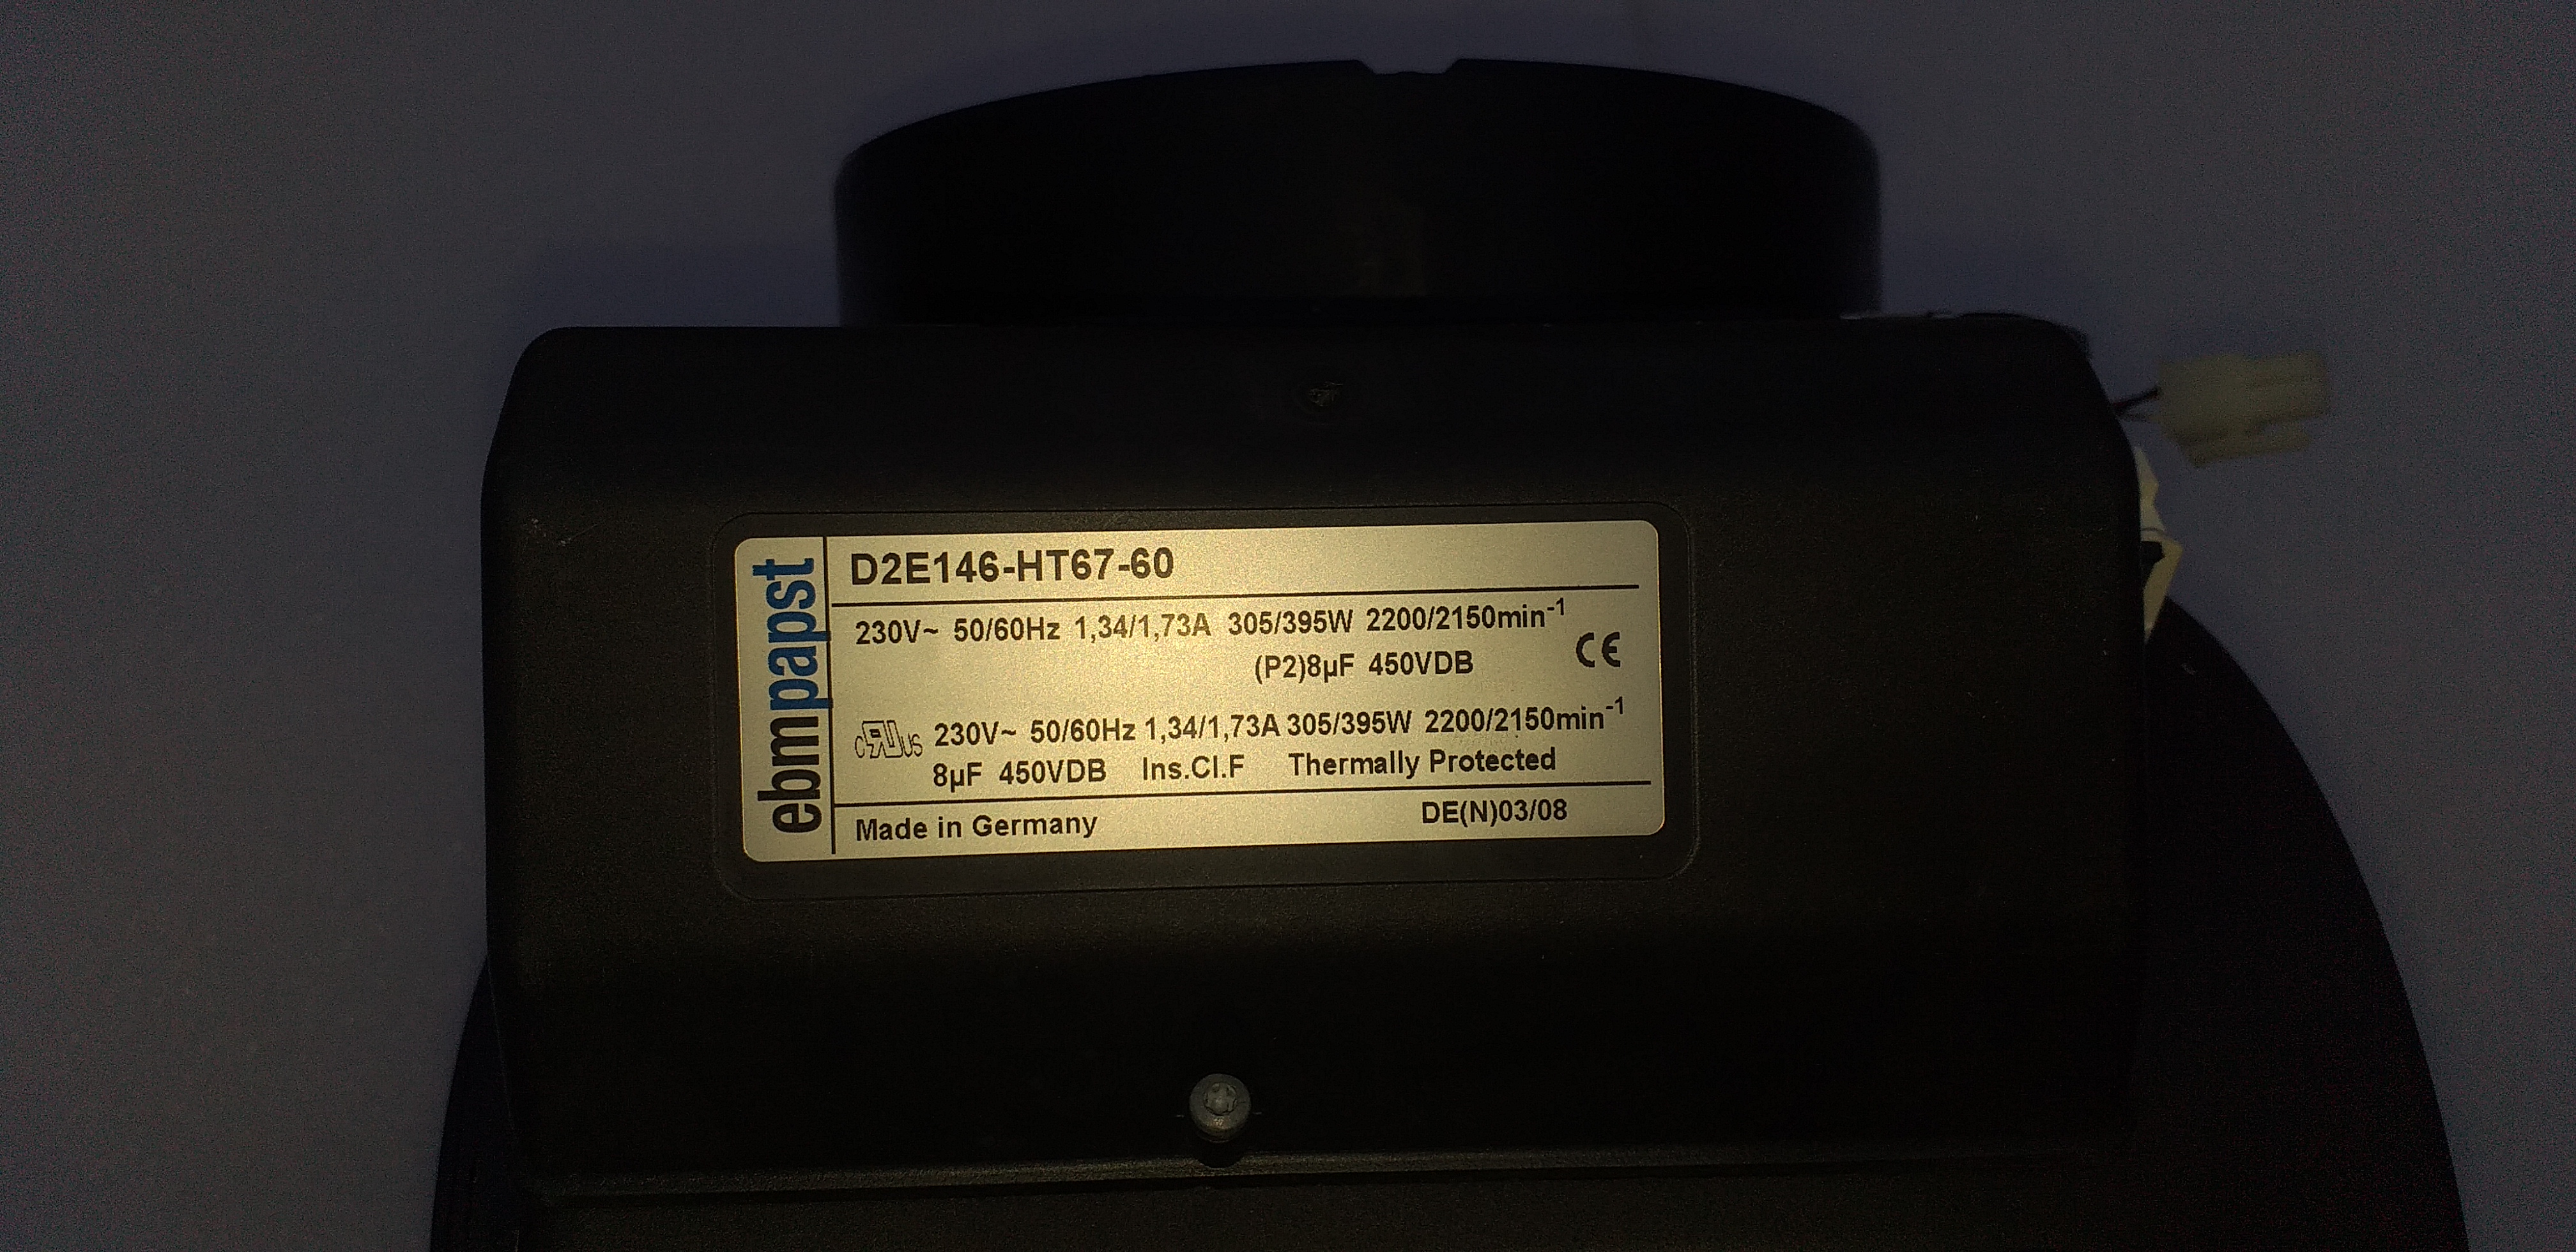 ebmpapst
D2E146-HT67-60
230V~ 50/60Hz 1,34/1,73A 305/395W 2200/2150min⁻¹
(P2)8µF 450VDB CE
cRUus 230V~ 50/60Hz 1,34/1,73A 305/395W 2200/2150min⁻¹
8µF 450VDB Ins.Cl.F Thermally Protected
Made in Germany DE(N)03/08